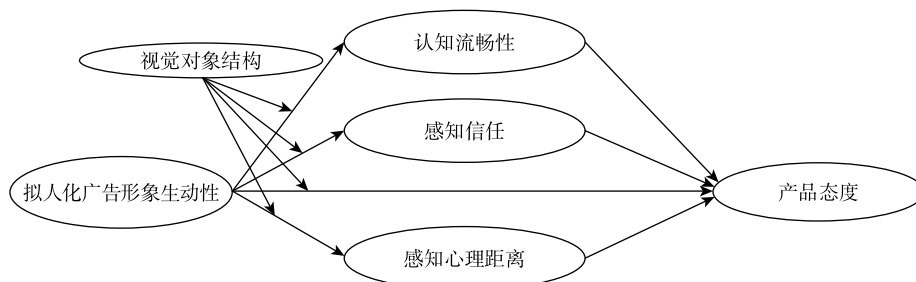 认知流畅性
视觉对象结构
感知信任
拟人化广告形象生动性
产品态度
感知心理距离